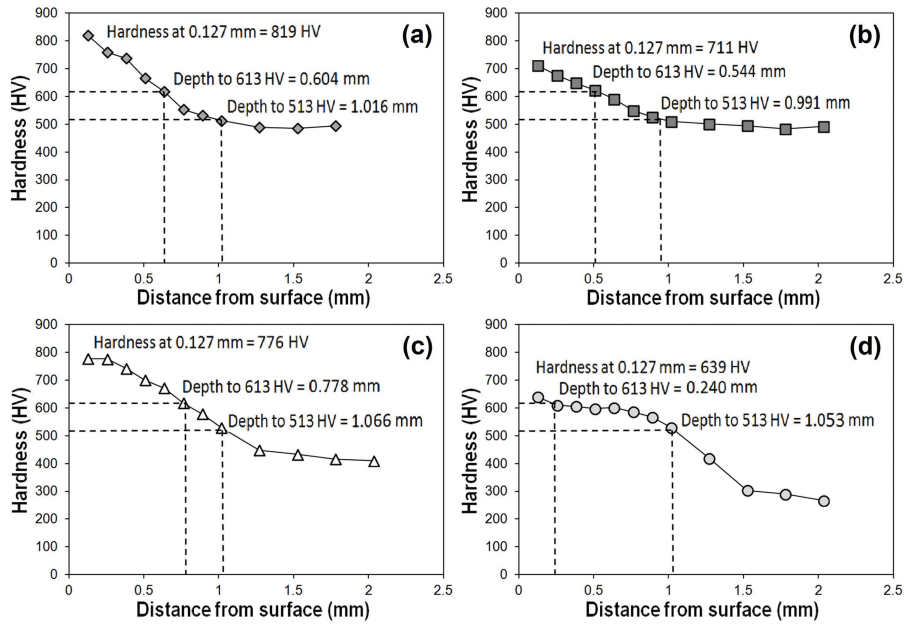 (a)
Hardness at 0.127 mm = 819 HV
Depth to 613 HV = 0.604 mm
Depth to 513 HV = 1.016 mm
Hardness (HV)
900
800
700
600
500
400
300
200
100
0
0 0.5 1 1.5 2 2.5
Distance from surface (mm)
(b)
Hardness at 0.127 mm = 711 HV
Depth to 613 HV = 0.544 mm
Depth to 513 HV = 0.991 mm
Hardness (HV)
900
800
700
600
500
400
300
200
100
0
0 0.5 1 1.5 2 2.5
Distance from surface (mm)
(c)
Hardness at 0.127 mm = 776 HV
Depth to 613 HV = 0.778 mm
Depth to 513 HV = 1.066 mm
Hardness (HV)
900
800
700
600
500
400
300
200
100
0
0 0.5 1 1.5 2 2.5
Distance from surface (mm)
(d)
Hardness at 0.127 mm = 639 HV
Depth to 613 HV = 0.240 mm
Depth to 513 HV = 1.053 mm
Hardness (HV)
900
800
700
600
500
400
300
200
100
0
0 0.5 1 1.5 2 2.5
Distance from surface (mm)